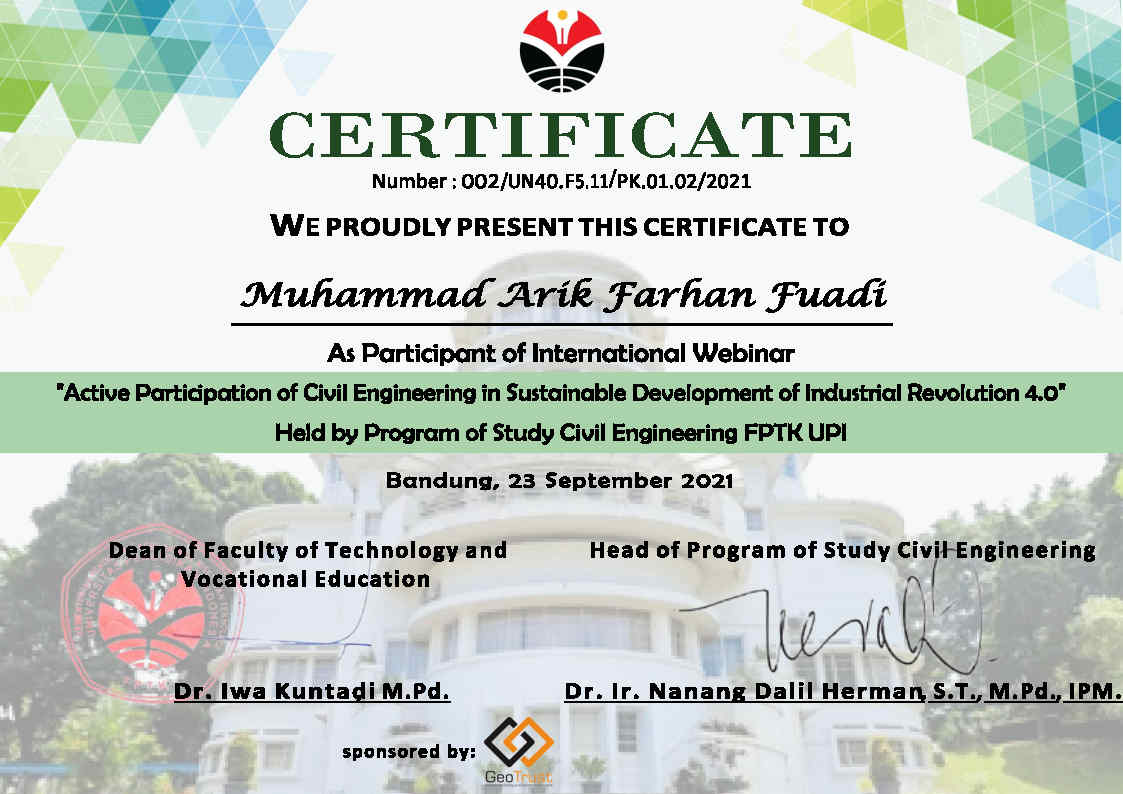 CERTIFICATE
Number : 002/UN40.F5.11/PK.01.02/2021
WE PROUDLY PRESENT THIS CERTIFICATE TO
Muhammad Arik Farhan Fuadi
As Participant of International Webinar
"Active Participation of Civil Engineering in Sustainable Development of Industrial Revolution 4.0"
Held by Program of Study Civil Engineering FPTK UPI
Bandung, 23 September 2021
Dean of Faculty of Technology and
Vocational Education
Head of Program of Study Civil Engineering
Dr. Iwa Kuntadi M.Pd.
Dr. Ir. Nanang Dalil Herman, S.T., M.Pd., IPM.
sponsored by:
GeoTrust